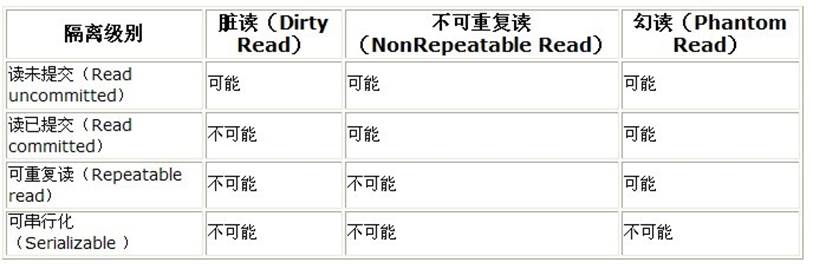 隔离级别
脏读（Dirty
Read）
不可重复读
（NonRepeatable Read）
幻读（Phantom
Read）
读未提交（Read
uncommitted）
可能
可能
可能
读已提交（Read
committed）
不可能
可能
可能
可重复读（Repeatable
read）
不可能
不可能
可能
可串行化
（Serializable ）
不可能
不可能
不可能